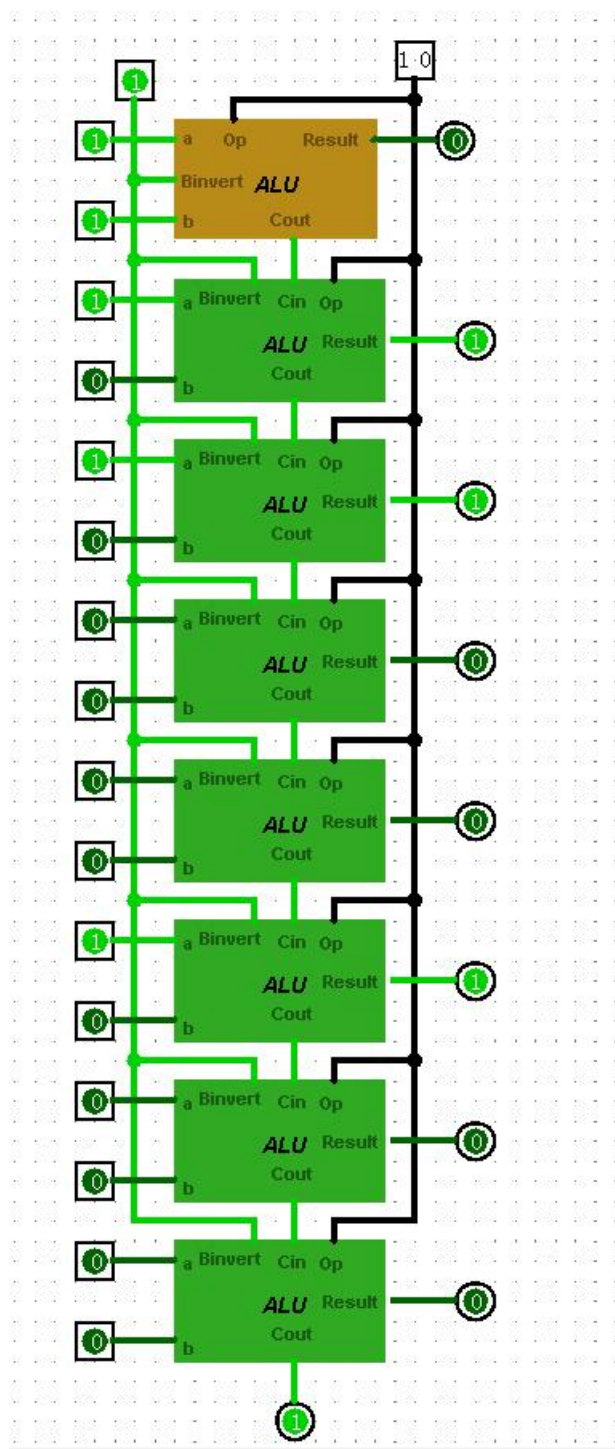 1 0
1
1 a Op Result 0
Binvert ALU
1 b Cout
1 a Binvert Cin Op
ALU Result 1
0 b Cout
1 a Binvert Cin Op
ALU Result 1
0 b Cout
0 a Binvert Cin Op
ALU Result 0
0 b Cout
0 a Binvert Cin Op
ALU Result 0
0 b Cout
1 a Binvert Cin Op
ALU Result 1
0 b Cout
0 a Binvert Cin Op
ALU Result 0
0 b Cout
0 a Binvert Cin Op
ALU Result 0
0 b Cout
1